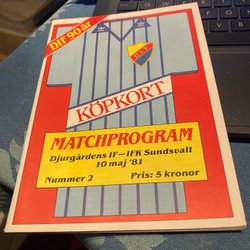 DIF 90 år
D.I.F.
KÖPKORT
MATCHPROGRAM
Djurgårdens IF—IFK Sundsvall
10 maj '81
Nummer 2 Pris: 5 kronor